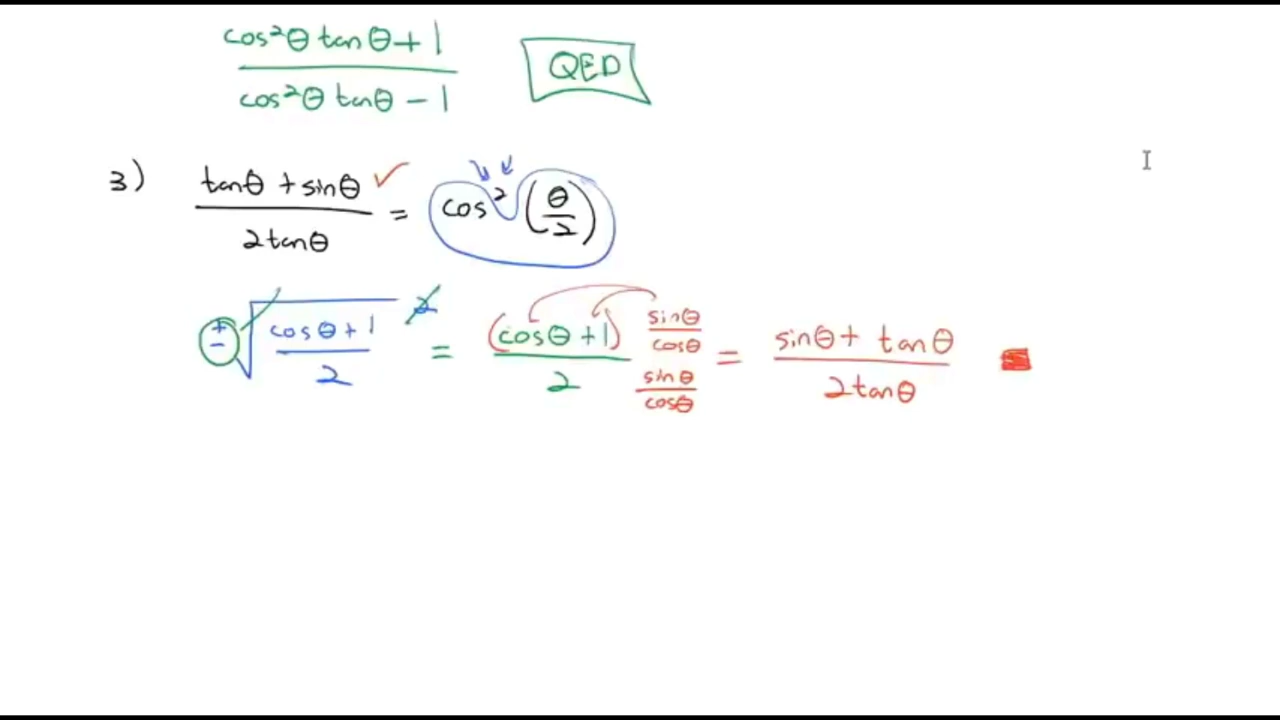 cos²θ tanθ + 1
cos²θ tanθ − 1
QED
3) (tanθ + sinθ) / (2tanθ) = cos²(θ/2)
±√((cosθ + 1) / 2)² = ((cosθ + 1) / 2) (sinθ/cosθ) / (sinθ/cosθ) = (sinθ + tanθ) / (2tanθ)